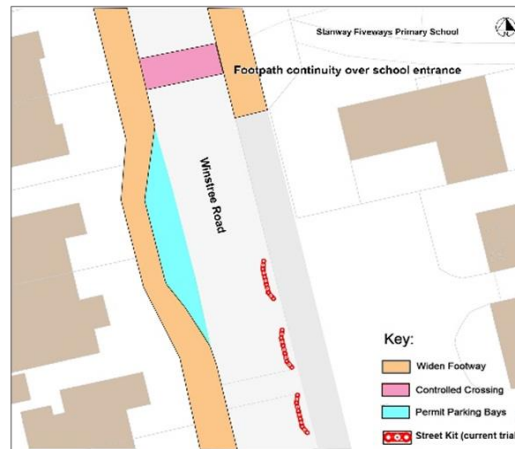 Stanway Fiveways Primary School
Footpath continuity over school entrance
Winstree Road
Key:
Widen Footway
Controlled Crossing
Permit Parking Bays
Street Kit (current trial)